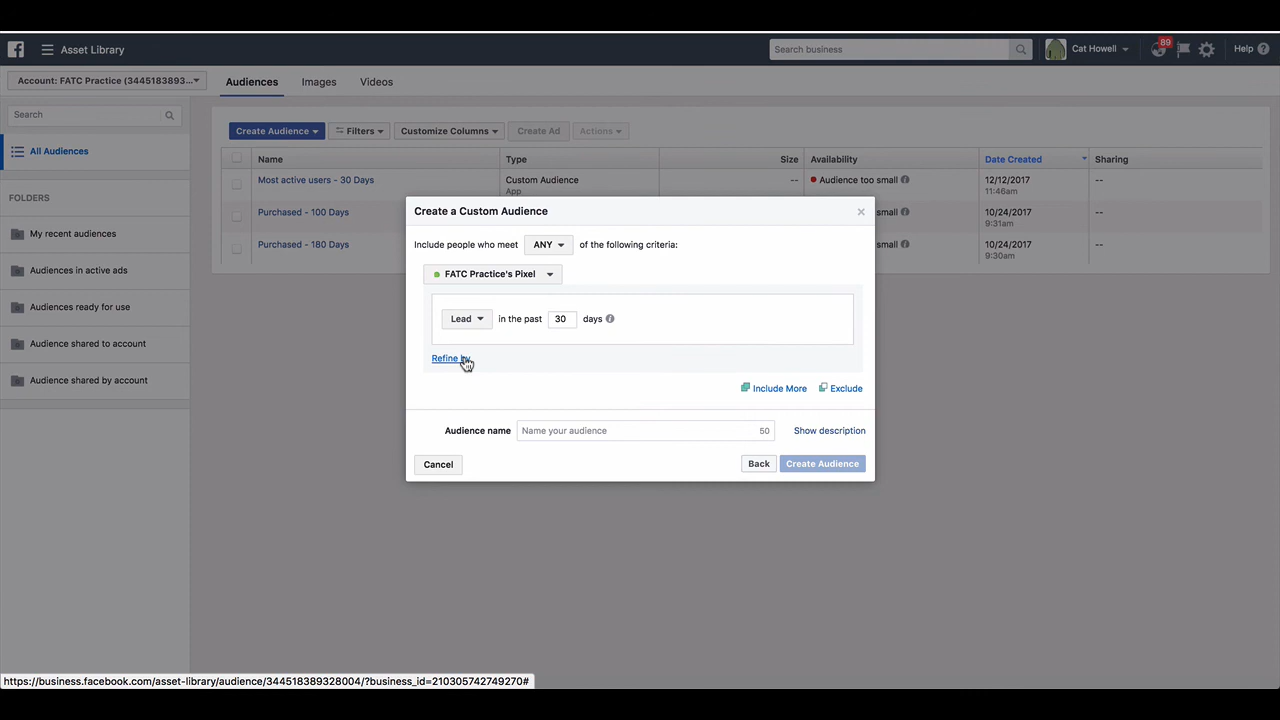 Asset Library
Search business
89
Cat Howell
Help
Account: FATC Practice (3445183893...
Audiences
Images
Videos
Search
Create Audience
Filters
Customize Columns
Create Ad
Actions
All Audiences
Name
Type
Size
Availability
Date Created
Sharing
Most active users - 30 Days
Custom Audience
App
--
Audience too small
12/12/2017
11:46am
--
FOLDERS
Purchased - 100 Days
10/24/2017
9:31am
--
My recent audiences
Purchased - 180 Days
10/24/2017
9:30am
--
Audiences in active ads
Audiences ready for use
Audience shared to account
Audience shared by account
Create a Custom Audience
Include people who meet ANY of the following criteria:
FATC Practice's Pixel
Lead in the past 30 days
Refine by
Include More
Exclude
Audience name
Name your audience
50
Show description
Cancel
Back
Create Audience
https://business.facebook.com/asset-library/audience/344518389328004/?business_id=210305742749270#